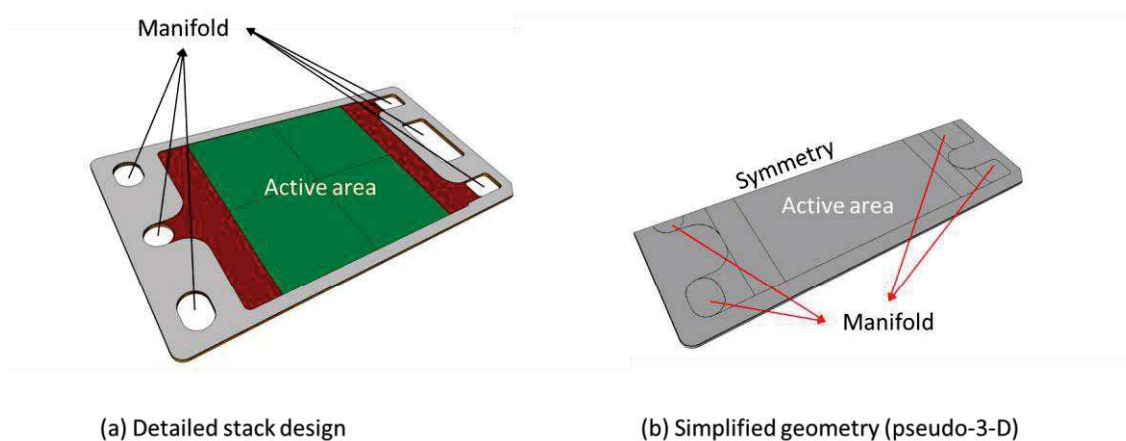 Manifold
Active area
(a) Detailed stack design
Symmetry
Active area
Manifold
(b) Simplified geometry (pseudo-3-D)